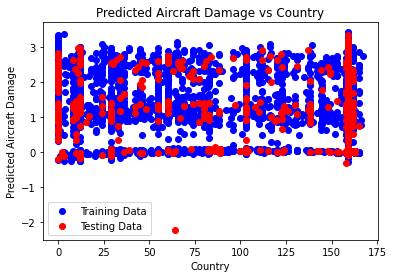 Predicted Aircraft Damage vs Country
Predicted Aircraft Damage
3
2
1
0
−1
−2
Training Data
Testing Data
0 25 50 75 100 125 150 175
Country